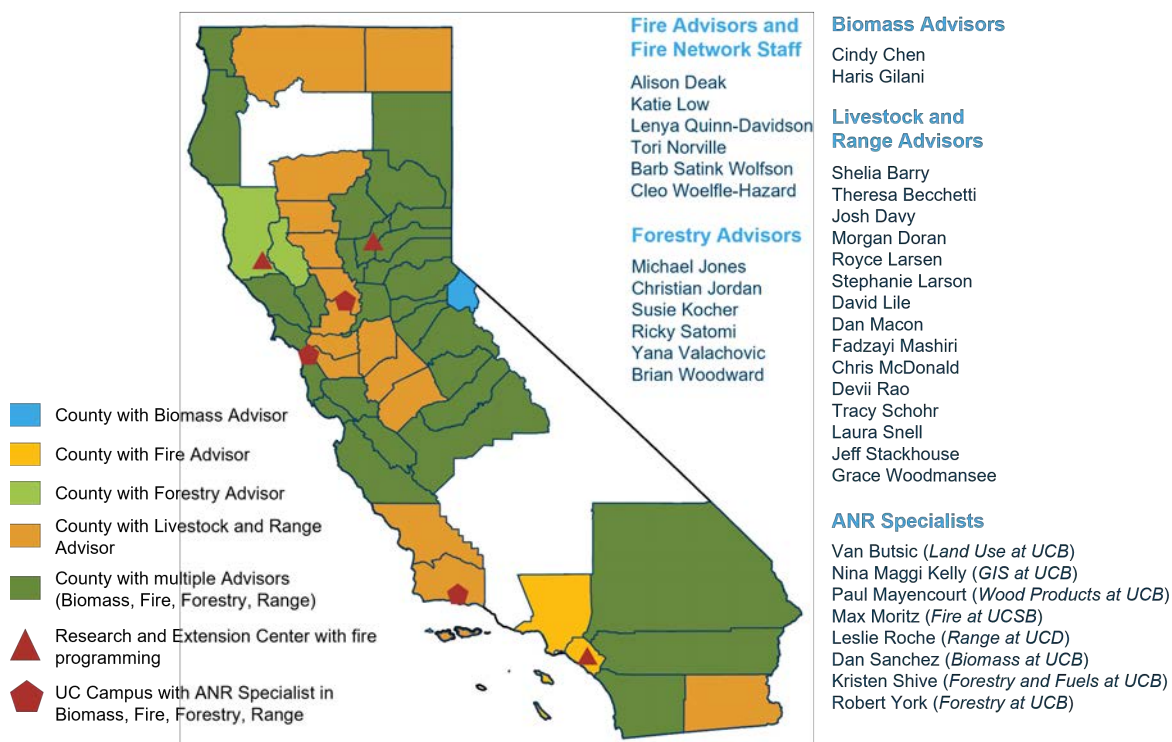 Fire Advisors and
Fire Network Staff
Alison Deak
Katie Low
Lenya Quinn-Davidson
Tori Norville
Barb Satink Wolfson
Cleo Woelfle-Hazard
Forestry Advisors
Michael Jones
Christian Jordan
Susie Kocher
Ricky Satomi
Yana Valachovic
Brian Woodward
Biomass Advisors
Cindy Chen
Haris Gilani
Livestock and
Range Advisors
Shelia Barry
Theresa Becchetti
Josh Davy
Morgan Doran
Royce Larsen
Stephanie Larson
David Lile
Dan Macon
Fadzayi Mashiri
Chris McDonald
Devii Rao
Tracy Schohr
Laura Snell
Jeff Stackhouse
Grace Woodmansee
ANR Specialists
Van Butsic (Land Use at UCB)
Nina Maggi Kelly (GIS at UCB)
Paul Mayencourt (Wood Products at UCB)
Max Moritz (Fire at UCSB)
Leslie Roche (Range at UCD)
Dan Sanchez (Biomass at UCB)
Kristen Shive (Forestry and Fuels at UCB)
Robert York (Forestry at UCB)
County with Biomass Advisor
County with Fire Advisor
County with Forestry Advisor
County with Livestock and Range
Advisor
County with multiple Advisors
(Biomass, Fire, Forestry, Range)
Research and Extension Center with fire
programming
UC Campus with ANR Specialist in
Biomass, Fire, Forestry, Range